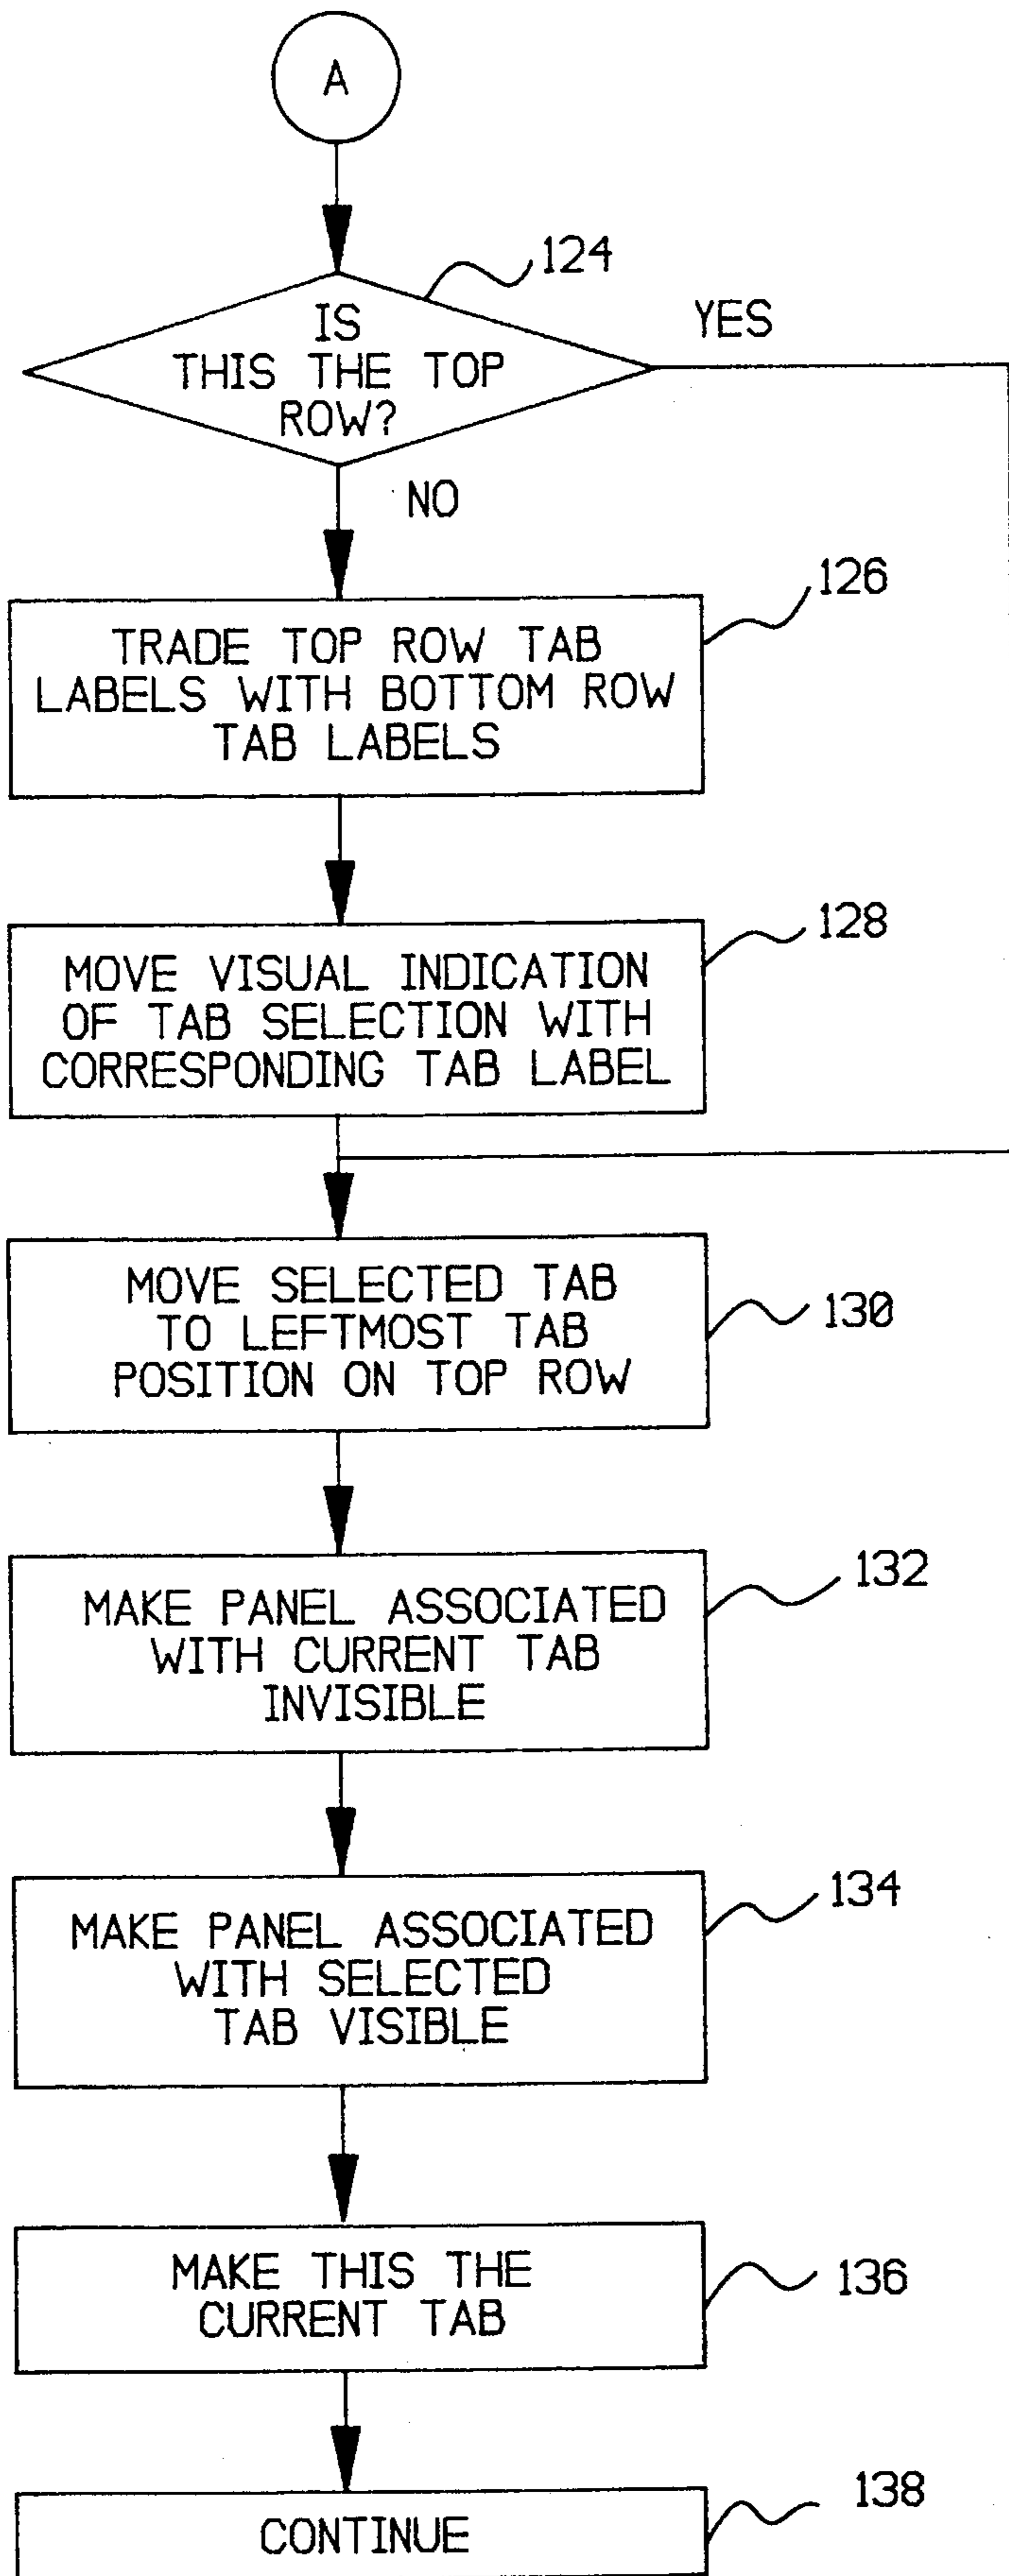 A
124
IS
THIS THE TOP
ROW?
YES
NO
126
TRADE TOP ROW TAB
LABELS WITH BOTTOM ROW
TAB LABELS
128
MOVE VISUAL INDICATION
OF TAB SELECTION WITH
CORRESPONDING TAB LABEL
130
MOVE SELECTED TAB
TO LEFTMOST TAB
POSITION ON TOP ROW
132
MAKE PANEL ASSOCIATED
WITH CURRENT TAB
INVISIBLE
134
MAKE PANEL ASSOCIATED
WITH SELECTED
TAB VISIBLE
136
MAKE THIS THE
CURRENT TAB
138
CONTINUE